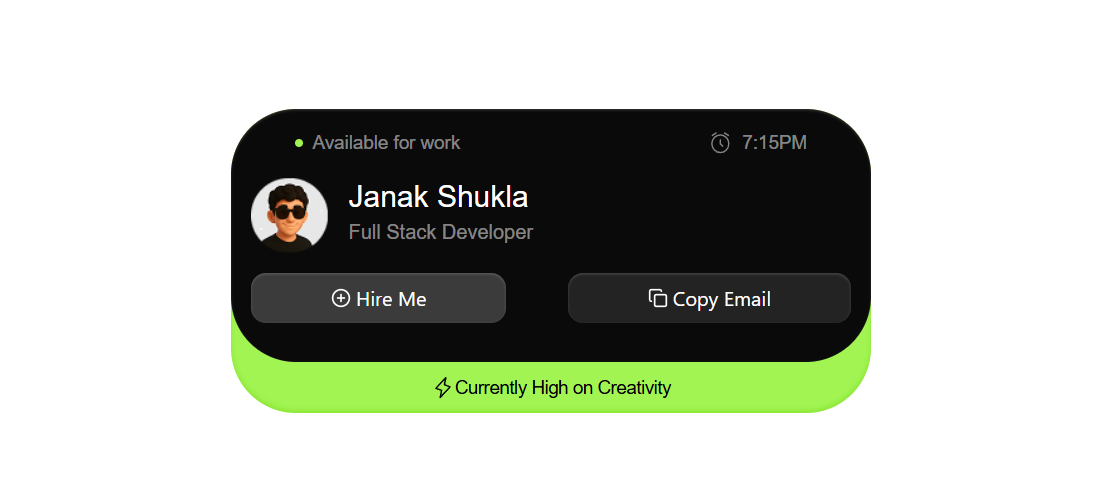 Available for work
7:15PM
Janak Shukla
Full Stack Developer
Hire Me
Copy Email
Currently High on Creativity